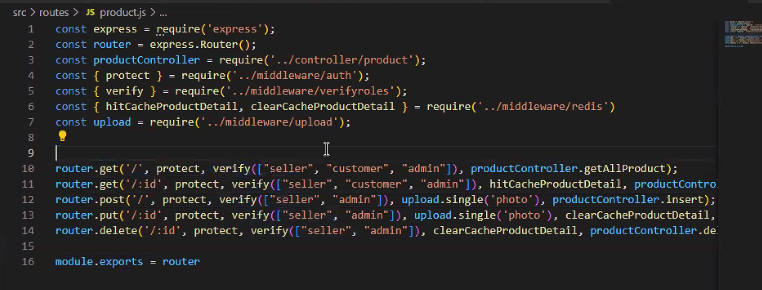 src > routes > JS product.js > ...
1 const express = require('express');
2 const router = express.Router();
3 const productController = require('../controller/product');
4 const { protect } = require('../middleware/auth');
5 const { verify } = require('../middleware/verifyroles');
6 const { hitCacheProductDetail, clearCacheProductDetail } = require('../middleware/redis')
7 const upload = require('../middleware/upload');
8
9
10 router.get('/', protect, verify(["seller", "customer", "admin"]), productController.getAllProduct);
11 router.get('/:id', protect, verify(["seller", "customer", "admin"]), hitCacheProductDetail, productContro
12 router.post('/', protect, verify(["seller", "admin"]), upload.single('photo'), productController.insert);
13 router.put('/:id', protect, verify(["seller", "admin"]), upload.single('photo'), clearCacheProductDetail,
14 router.delete('/:id', protect, verify(["seller", "admin"]), clearCacheProductDetail, productController.del
15
16 module.exports = router